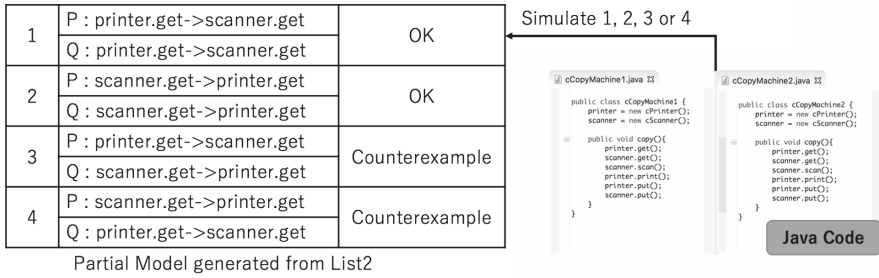 1
P : printer.get->scanner.get
Q : printer.get->scanner.get
OK
2
P : scanner.get->printer.get
Q : scanner.get->printer.get
OK
3
P : printer.get->scanner.get
Q : scanner.get->printer.get
Counterexample
4
P : scanner.get->printer.get
Q : printer.get->scanner.get
Counterexample
Partial Model generated from List2
Simulate 1, 2, 3 or 4
cCopyMachine1.java
public class cCopyMachine1 {
printer = new cPrinter();
scanner = new cScanner();
public void copy(){
printer.get();
scanner.get();
scanner.scan();
printer.print();
printer.put();
scanner.put();
}
}
cCopyMachine2.java
public class cCopyMachine2 {
printer = new cPrinter();
scanner = new cScanner();
public void copy(){
printer.get();
scanner.get();
scanner.scan();
printer.print();
printer.put();
scanner.put();
}
}
Java Code